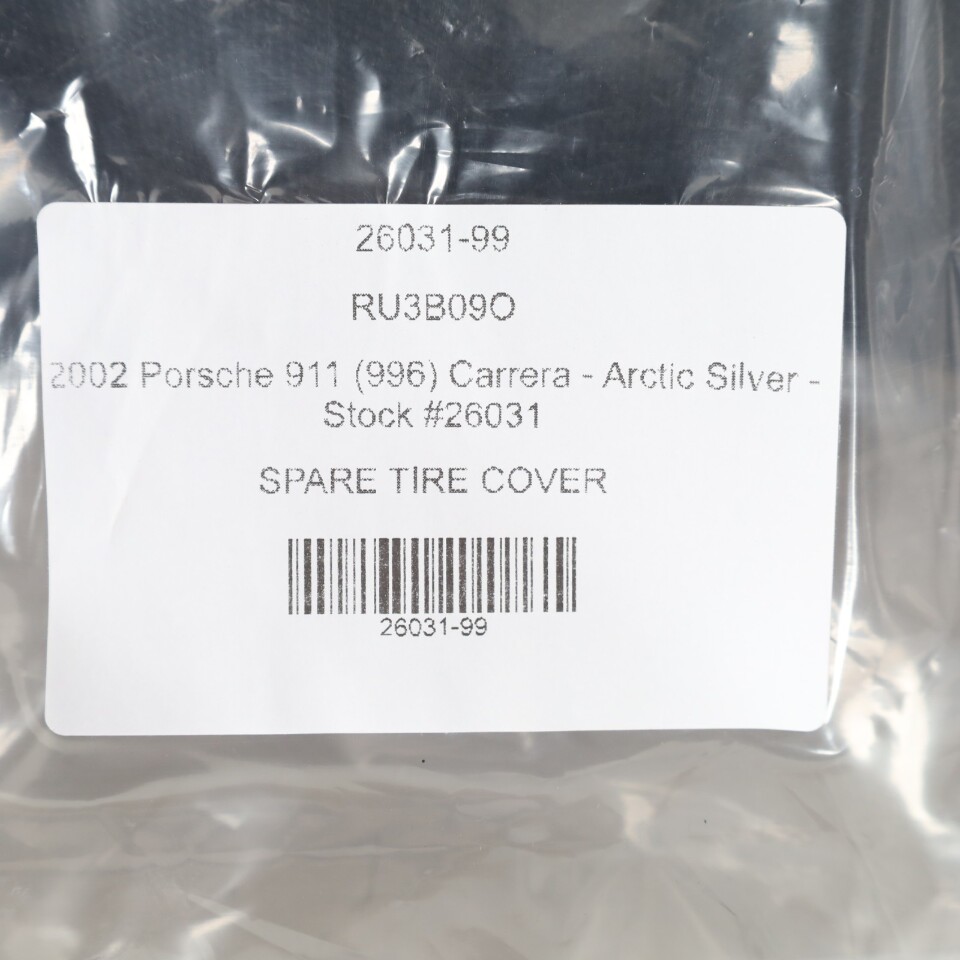 26031-99
RU3B09O
2002 Porsche 911 (996) Carrera - Arctic Silver -
Stock #26031
SPARE TIRE COVER
26031-99